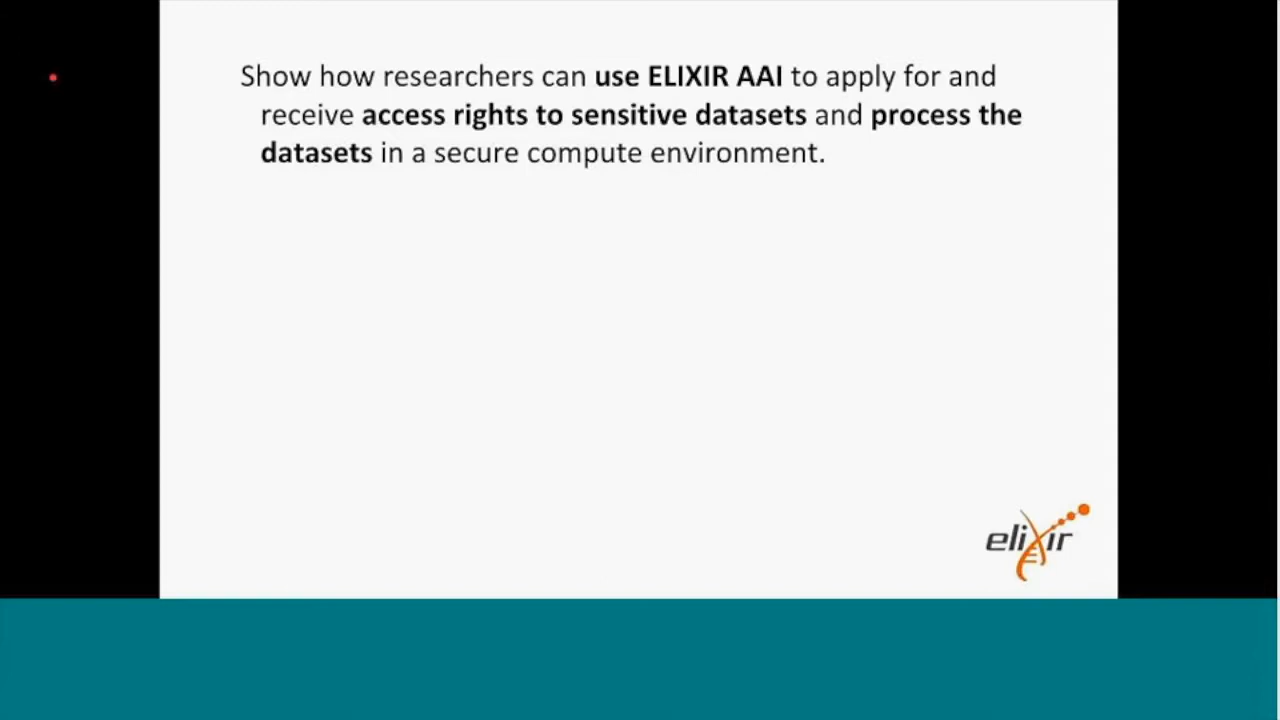 Show how researchers can use ELIXIR AAI to apply for and
receive access rights to sensitive datasets and process the
datasets in a secure compute environment.
elixir